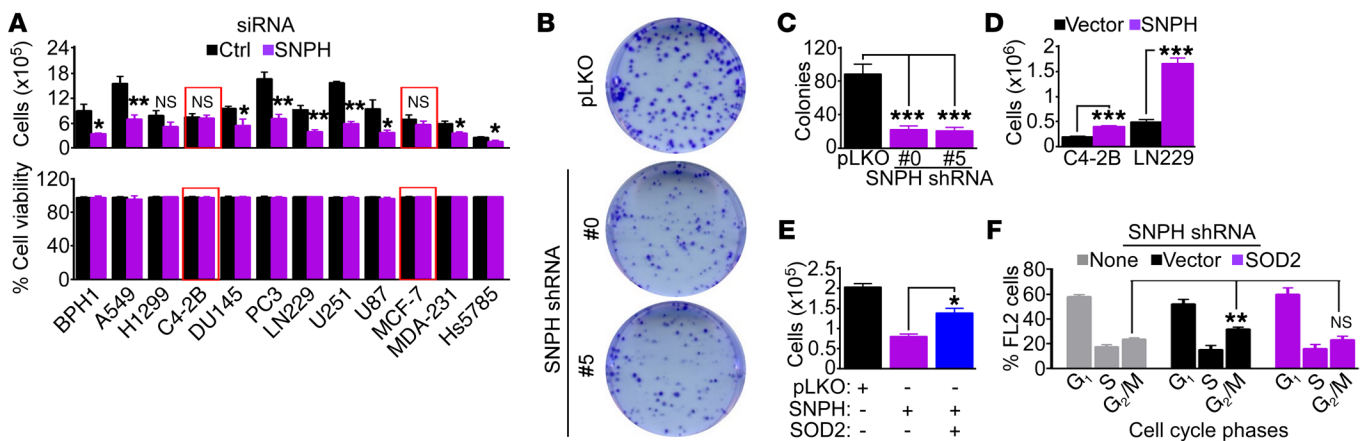 A
siRNA
Ctrl SNPH
Cells (x10⁵)
24
18
12
6
0
* ** NS NS * ** ** ** * NS * *
% Cell viability
120
80
40
0
BPH1 A549 H1299 C4-2B DU145 PC3 LN229 U251 U87 MCF-7 MDA-231 Hs5785
B
pLKO
SNPH shRNA
#0
#5
C
Colonies
120
80
40
0
*** ***
pLKO #0 #5
SNPH shRNA
D
Vector SNPH
Cells (x10⁶)
2
1.5
1
0.5
0
*** ***
C4-2B LN229
E
Cells (x10⁵)
2.5
2
1.5
1
0.5
0
*
pLKO: + - -
SNPH: - + +
SOD2: - - +
F
SNPH shRNA
None Vector SOD2
% FL2 cells
80
60
40
20
0
** NS
G₁ S G₂/M G₁ S G₂/M G₁ S G₂/M
Cell cycle phases